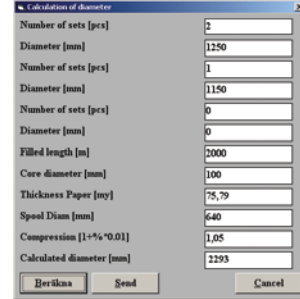 Calculation of diameter
Number of sets [pcs] 2
Diameter [mm] 1250
Number of sets [pcs] 1
Diameter [mm] 1150
Number of sets [pcs] 0
Diameter [mm] 0
Filled length [m] 2000
Core diameter [mm] 100
Thickness Paper [my] 75,79
Spool Diam [mm] 640
Compression [1+%*0.01] 1,05
Calculated diameter [mm] 2293
Beräkna Send Cancel